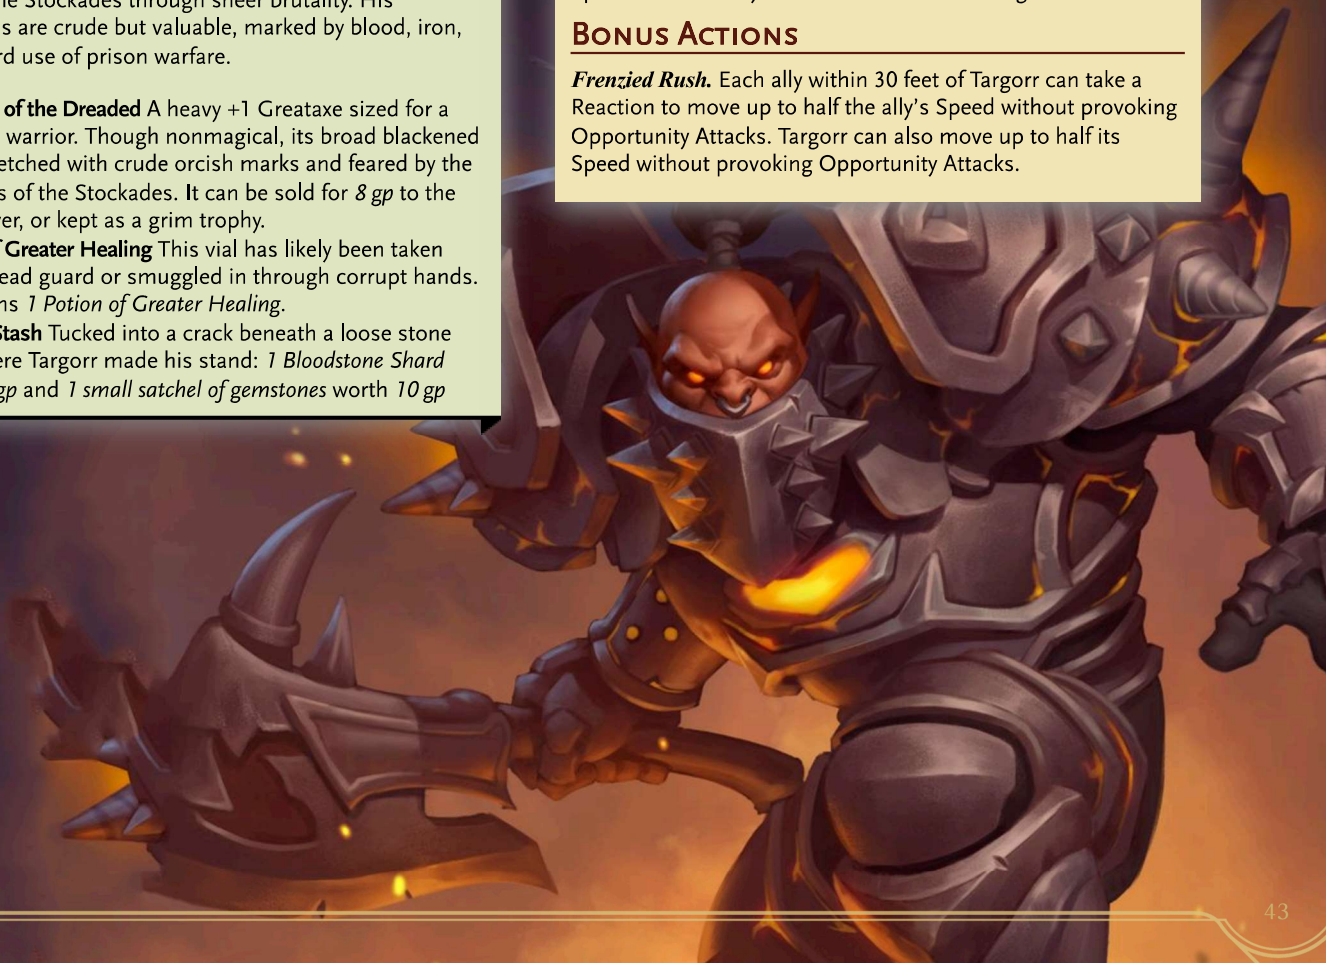 he Stockades through sheer brutality. His
s are crude but valuable, marked by blood, iron,
rd use of prison warfare.
of the Dreaded A heavy +1 Greataxe sized for a
warrior. Though nonmagical, its broad blackened
etched with crude orcish marks and feared by the
s of the Stockades. It can be sold for 8 gp to the
er, or kept as a grim trophy.
f Greater Healing This vial has likely been taken
ead guard or smuggled in through corrupt hands.
ns 1 Potion of Greater Healing.
Stash Tucked into a crack beneath a loose stone
ere Targorr made his stand: 1 Bloodstone Shard
gp and 1 small satchel of gemstones worth 10 gp
Bonus Actions
Frenzied Rush. Each ally within 30 feet of Targorr can take a
Reaction to move up to half the ally's Speed without provoking
Opportunity Attacks. Targorr can also move up to half its
Speed without provoking Opportunity Attacks.
43